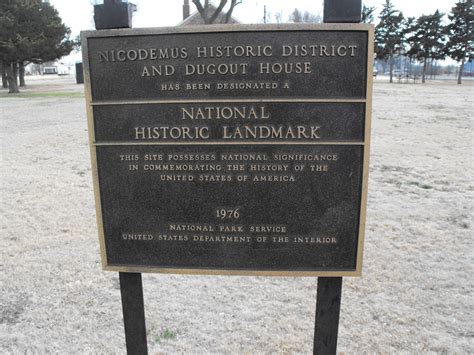 NICODEMUS HISTORIC DISTRICT
AND DUGOUT HOUSE
HAS BEEN DESIGNATED A
NATIONAL
HISTORIC LANDMARK
THIS SITE POSSESSES NATIONAL SIGNIFICANCE
IN COMMEMORATING THE HISTORY OF THE
UNITED STATES OF AMERICA
1976
NATIONAL PARK SERVICE
UNITED STATES DEPARTMENT OF THE INTERIOR